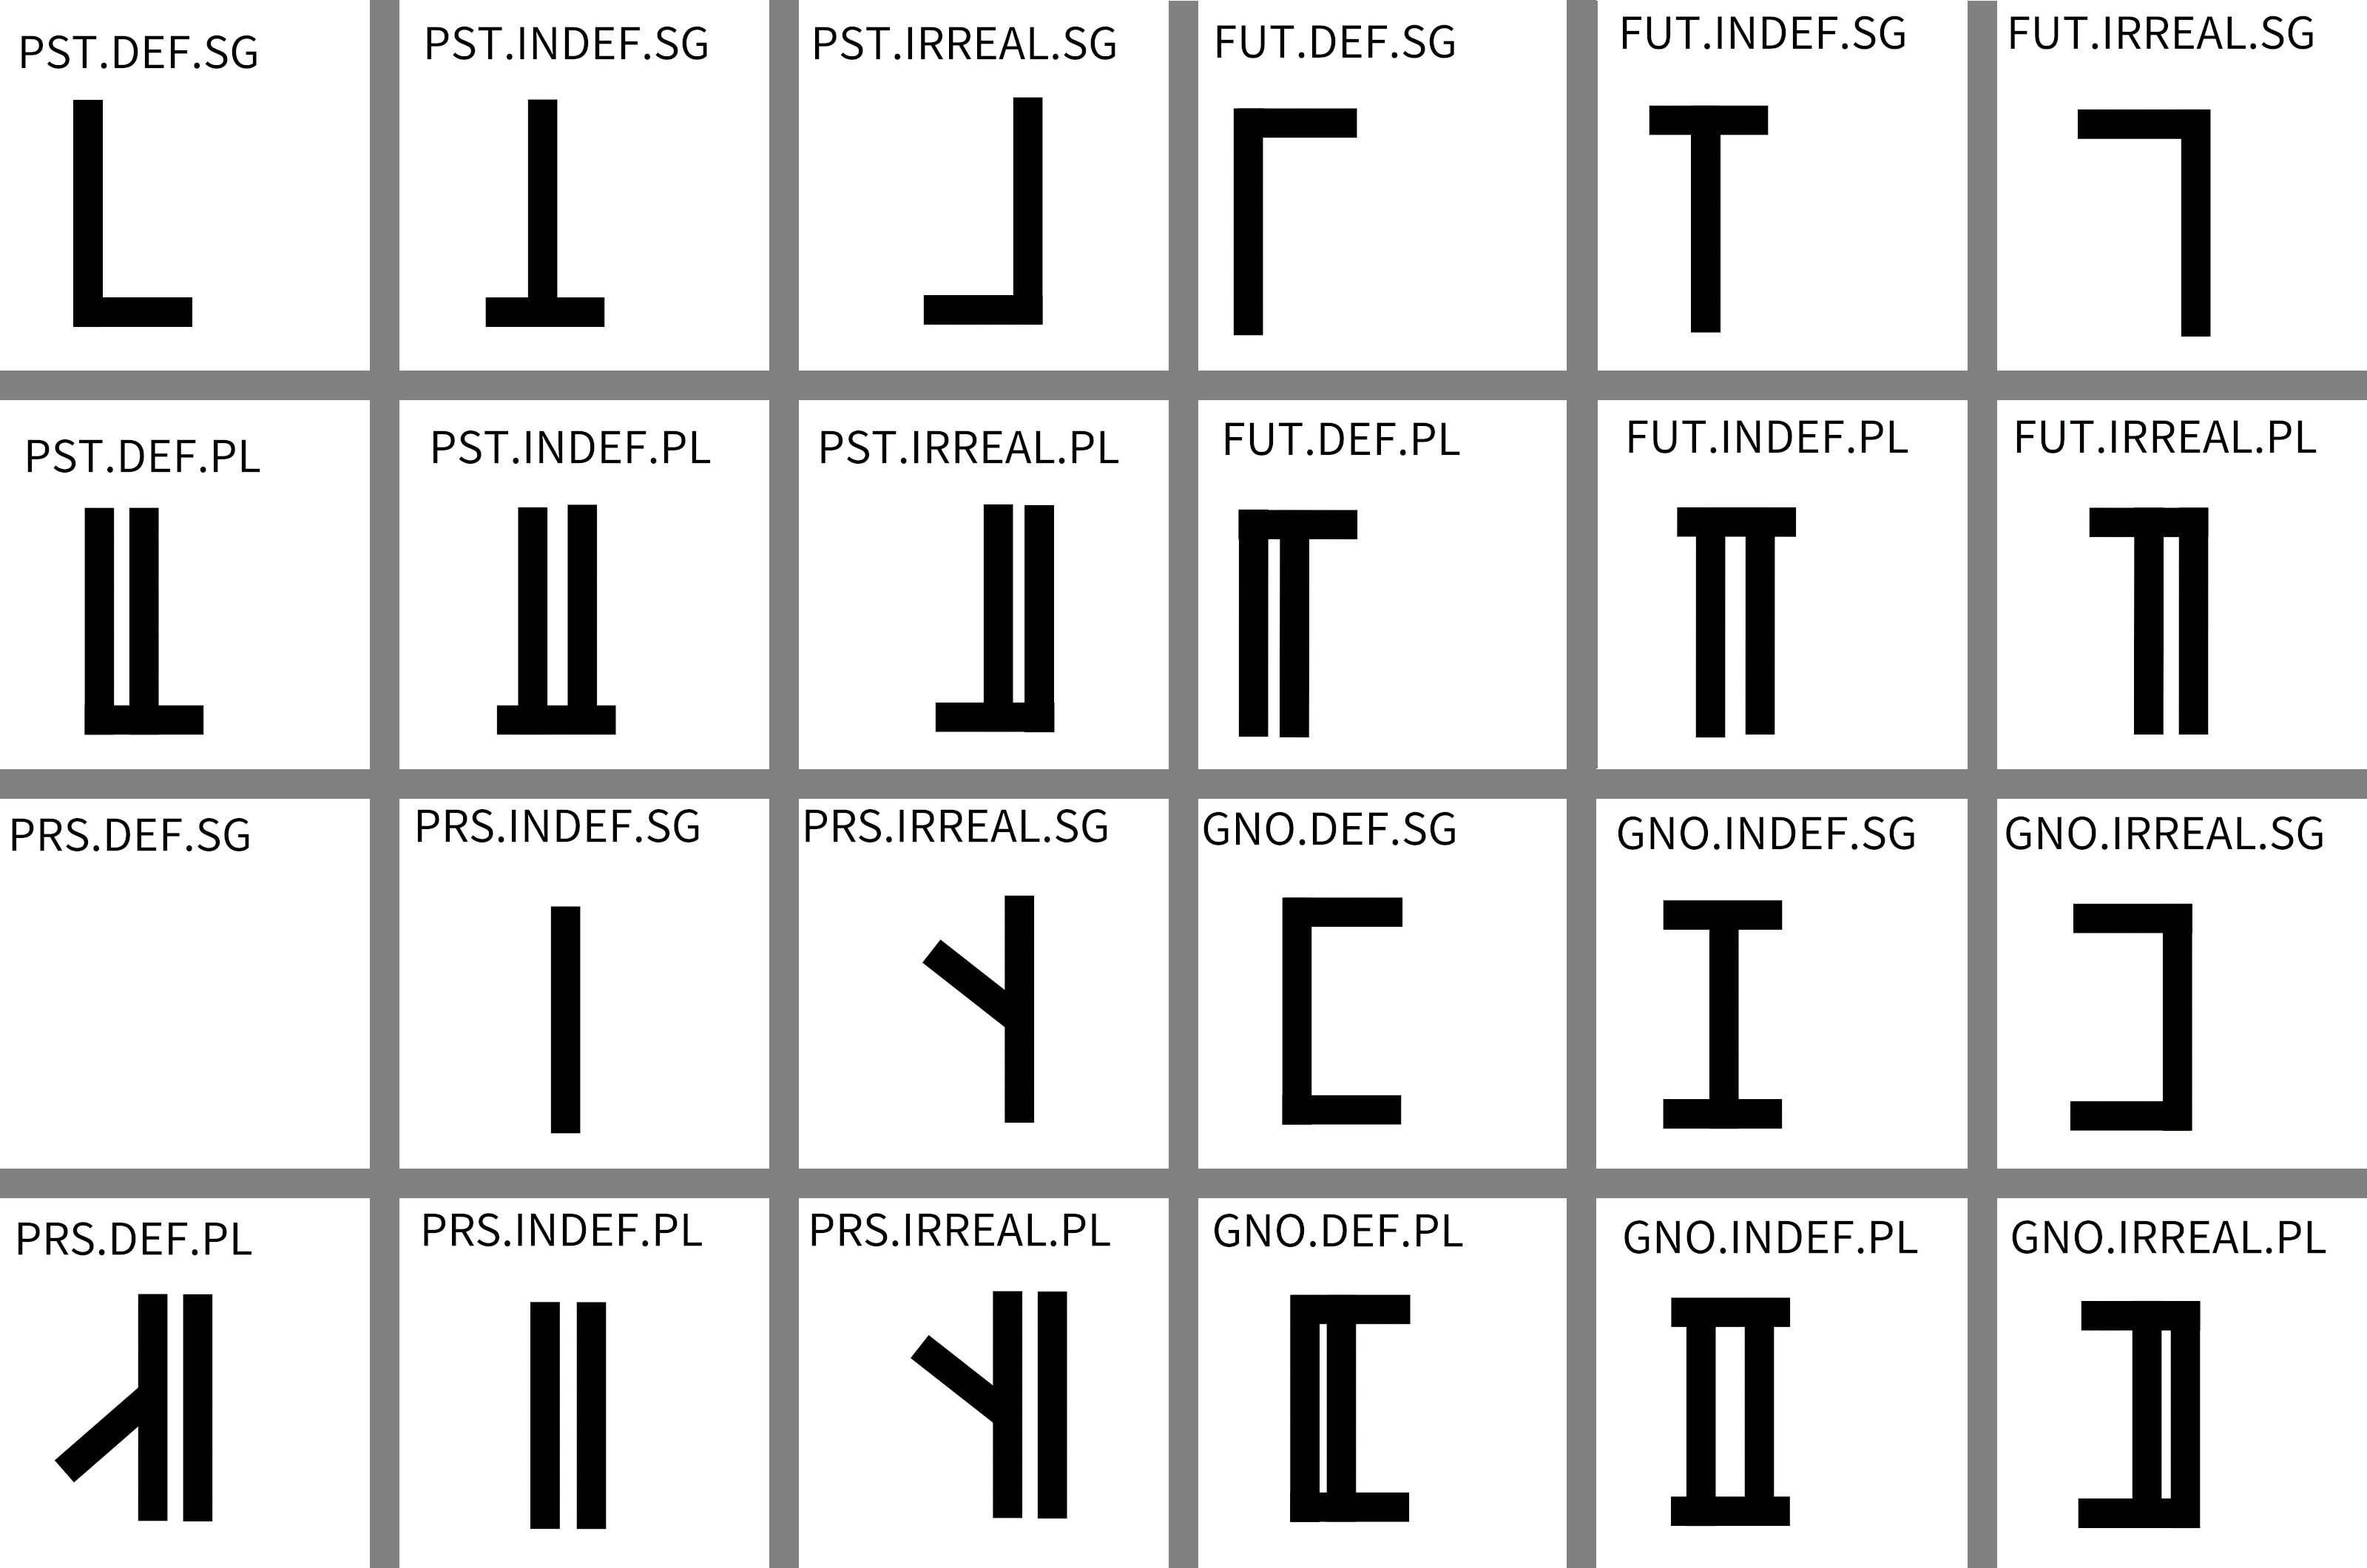 PST.DEF.SG
PST.INDEF.SG
PST.IRREAL.SG
FUT.DEF.SG
FUT.INDEF.SG
FUT.IRREAL.SG
PST.DEF.PL
PST.INDEF.PL
PST.IRREAL.PL
FUT.DEF.PL
FUT.INDEF.PL
FUT.IRREAL.PL
PRS.DEF.SG
PRS.INDEF.SG
PRS.IRREAL.SG
GNO.DEF.SG
GNO.INDEF.SG
GNO.IRREAL.SG
PRS.DEF.PL
PRS.INDEF.PL
PRS.IRREAL.PL
GNO.DEF.PL
GNO.INDEF.PL
GNO.IRREAL.PL